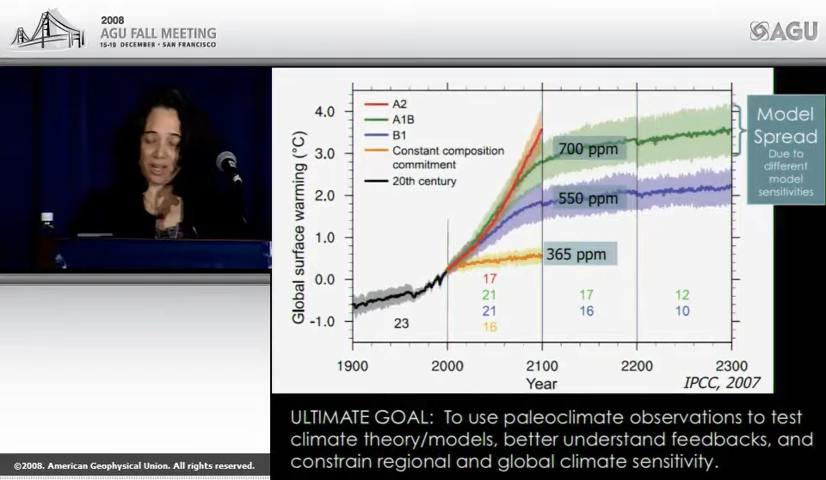 2008
AGU FALL MEETING
15-19 DECEMBER • SAN FRANCISCO
AGU
A2
A1B
B1
Constant composition
commitment
20th century
Global surface warming (°C)
4.0
3.0
2.0
1.0
0.0
-1.0
700 ppm
550 ppm
365 ppm
Model
Spread
Due to
different
model
sensitivities
23
17
21
21
16
17
16
12
10
1900
2000
2100
2200
2300
Year
IPCC, 2007
ULTIMATE GOAL: To use paleoclimate observations to test
climate theory/models, better understand feedbacks, and
constrain regional and global climate sensitivity.
©2008. American Geophysical Union. All rights reserved.